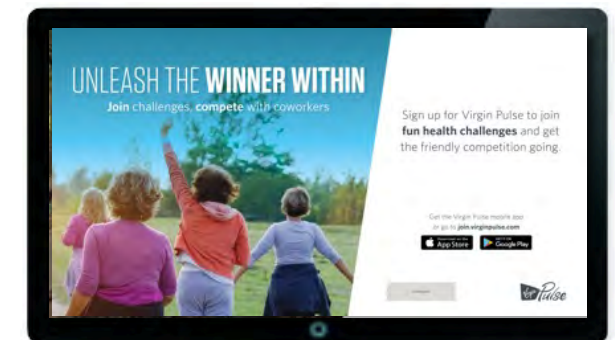 UNLEASH THE WINNER WITHIN
Join challenges, compete with coworkers
Sign up for Virgin Pulse to join
fun health challenges and get
the friendly competition going.
Get the Virgin Pulse mobile app
or go to join.virginpulse.com
App Store
Google Play
Pulse